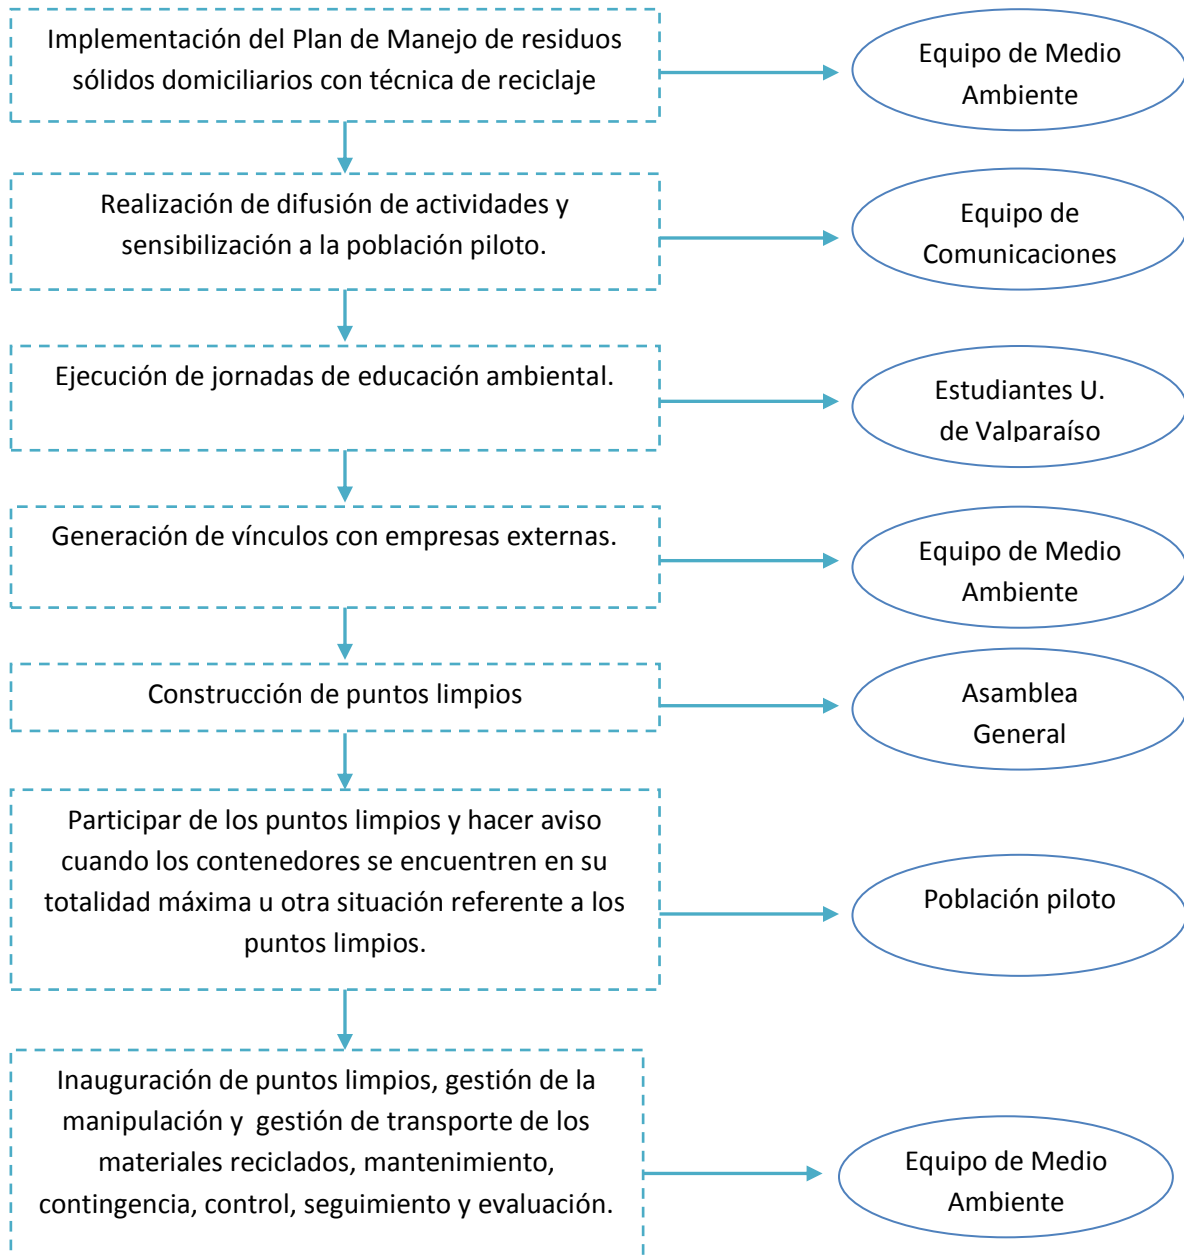 Implementación del Plan de Manejo de residuos
sólidos domiciliarios con técnica de reciclaje
Equipo de Medio
Ambiente
Realización de difusión de actividades y
sensibilización a la población piloto.
Equipo de
Comunicaciones
Ejecución de jornadas de educación ambiental.
Estudiantes U.
de Valparaíso
Generación de vínculos con empresas externas.
Equipo de Medio
Ambiente
Construcción de puntos limpios
Asamblea
General
Participar de los puntos limpios y hacer aviso
cuando los contenedores se encuentren en su
totalidad máxima u otra situación referente a los
puntos limpios.
Población piloto
Inauguración de puntos limpios, gestión de la
manipulación y  gestión de transporte de los
materiales reciclados, mantenimiento,
contingencia, control, seguimiento y evaluación.
Equipo de Medio
Ambiente